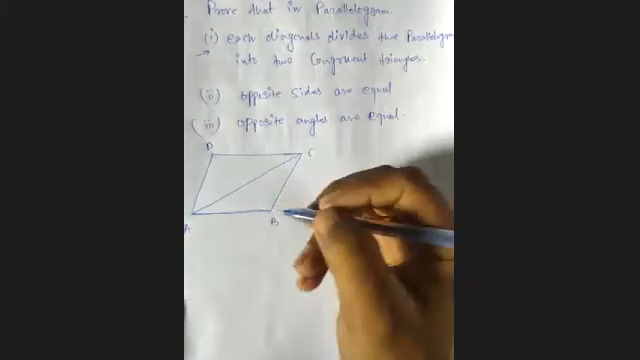 Prove that in Parallelogram
(i) each diagonals divides the Parallelogram
into two Congruent triangles.
(ii) opposite sides are equal
(iii) opposite angles are equal.
D
C
A
B